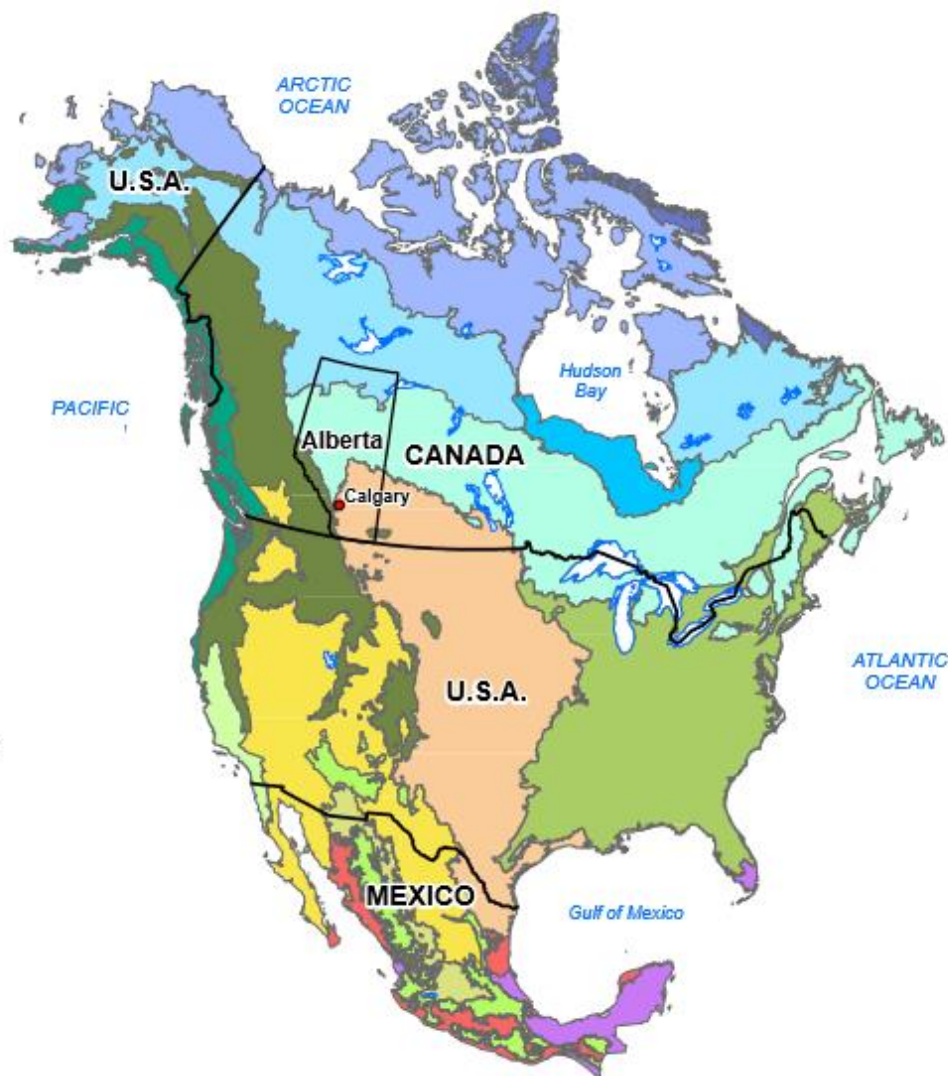 ARCTIC
OCEAN
U.S.A.
Hudson
Bay
PACIFIC
Alberta
CANADA
Calgary
ATLANTIC
OCEAN
U.S.A.
MEXICO
Gulf of Mexico